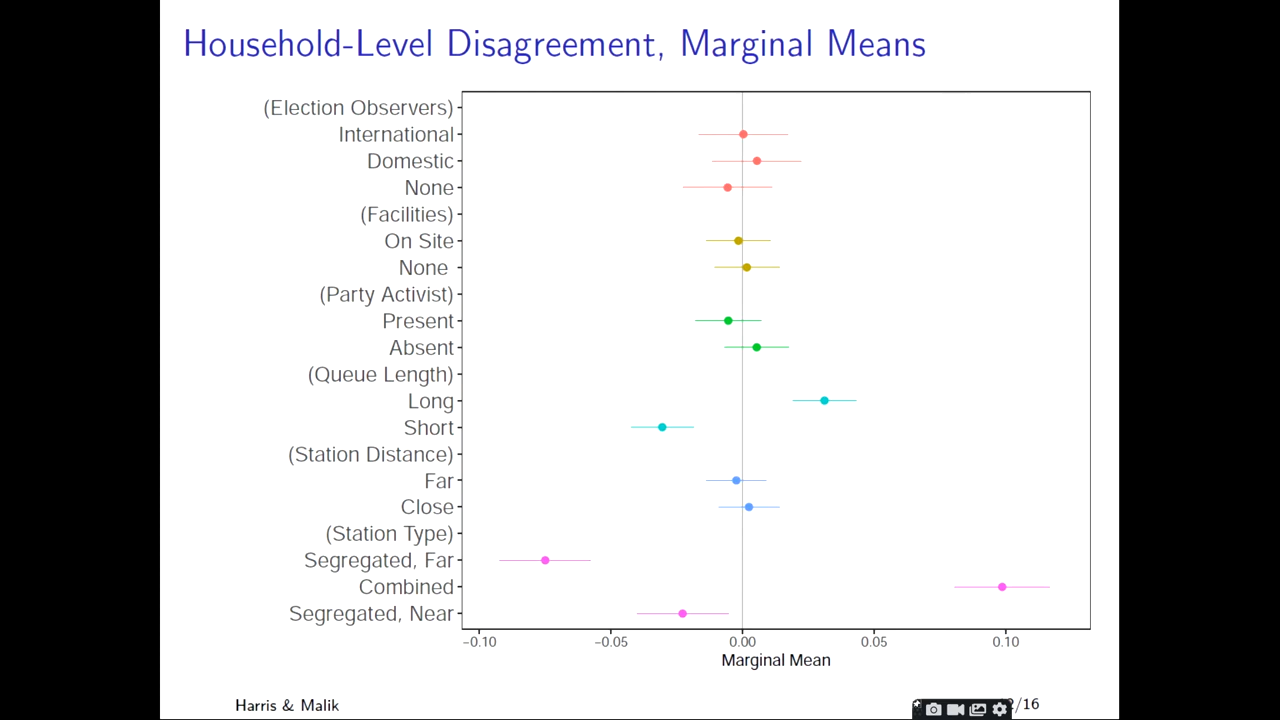 Household-Level Disagreement, Marginal Means
(Election Observers)
International
Domestic
None
(Facilities)
On Site
None
(Party Activist)
Present
Absent
(Queue Length)
Long
Short
(Station Distance)
Far
Close
(Station Type)
Segregated, Far
Combined
Segregated, Near
−0.10 −0.05 0.00 0.05 0.10
Marginal Mean
Harris & Malik
/16